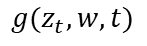 g(z_t, w, t)